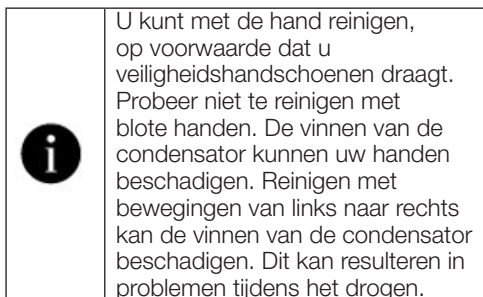 U kunt met de hand reinigen,
op voorwaarde dat u
veiligheidshandschoenen draagt.
Probeer niet te reinigen met
blote handen. De vinnen van de
condensator kunnen uw handen
beschadigen. Reinigen met
bewegingen van links naar rechts
kan de vinnen van de condensator
beschadigen. Dit kan resulteren in
problemen tijdens het drogen.